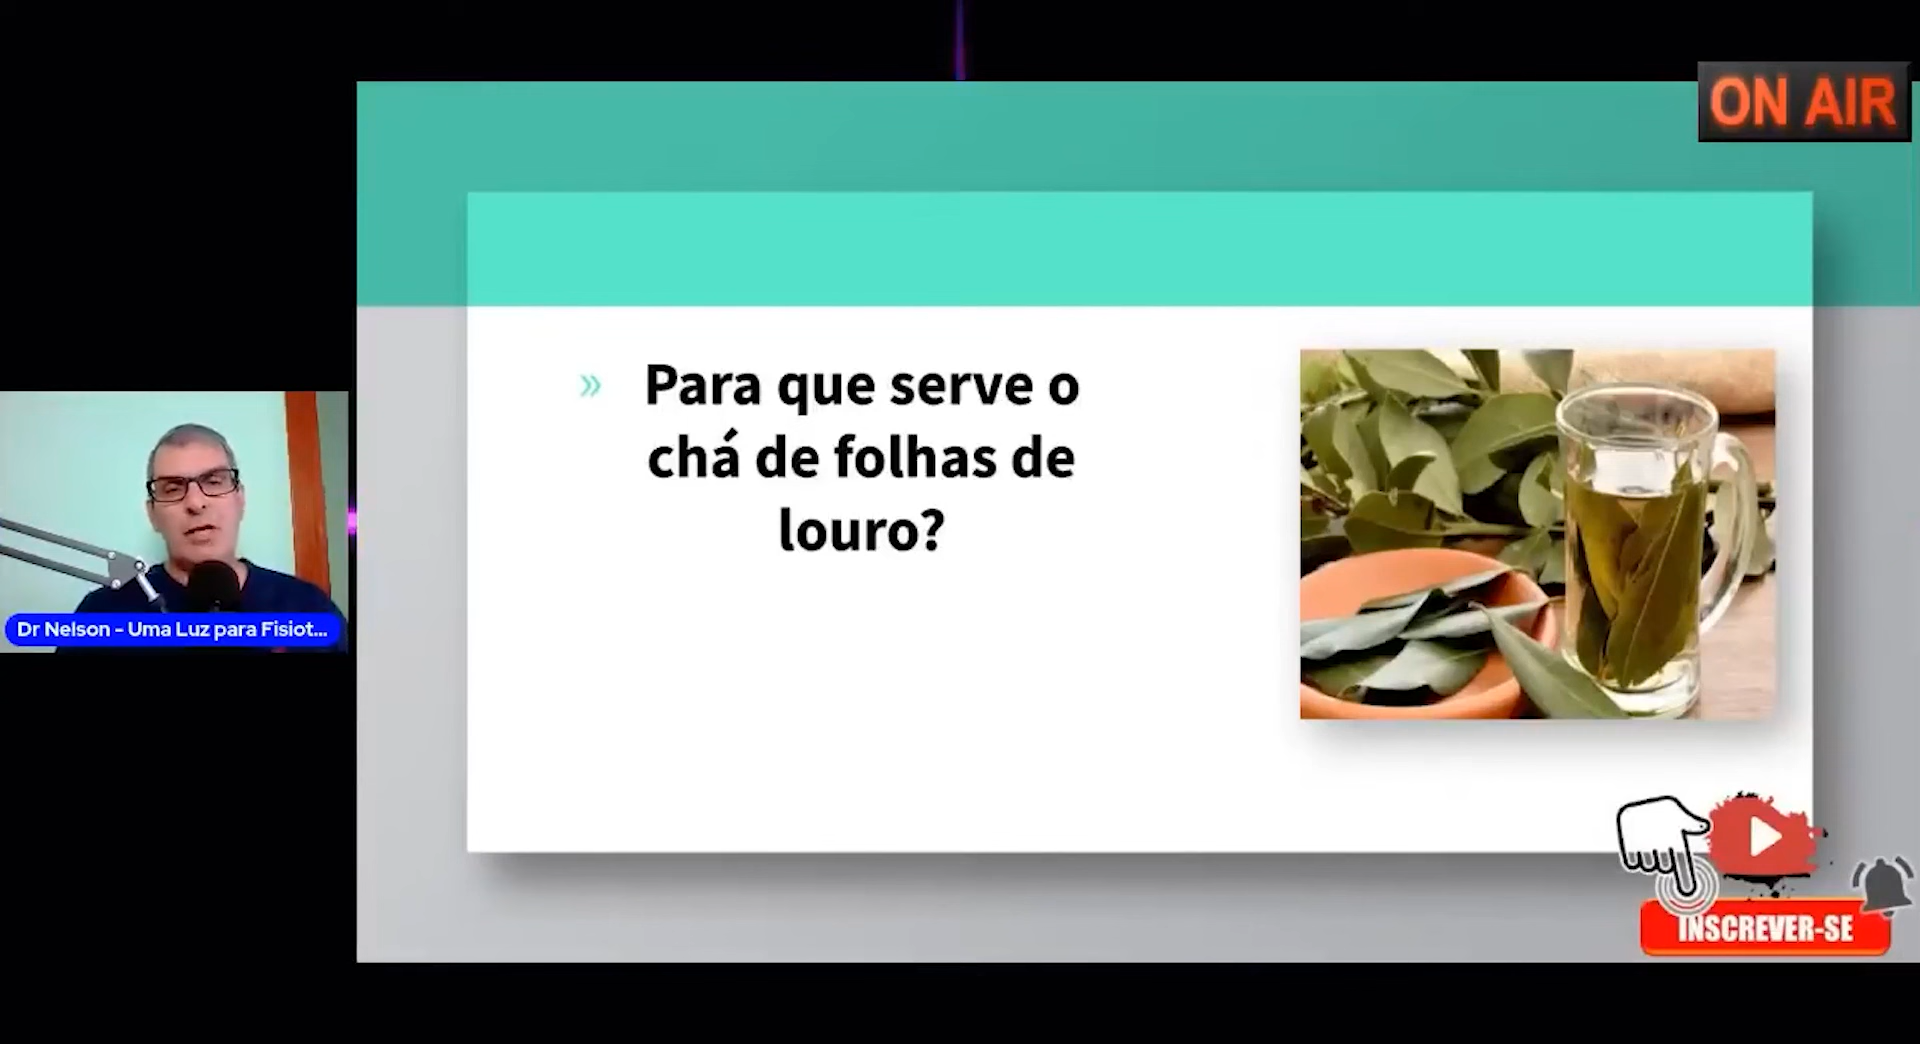 ON AIR
» Para que serve o
chá de folhas de
louro?
Dr Nelson - Uma Luz para Fisiot...
INSCREVER-SE